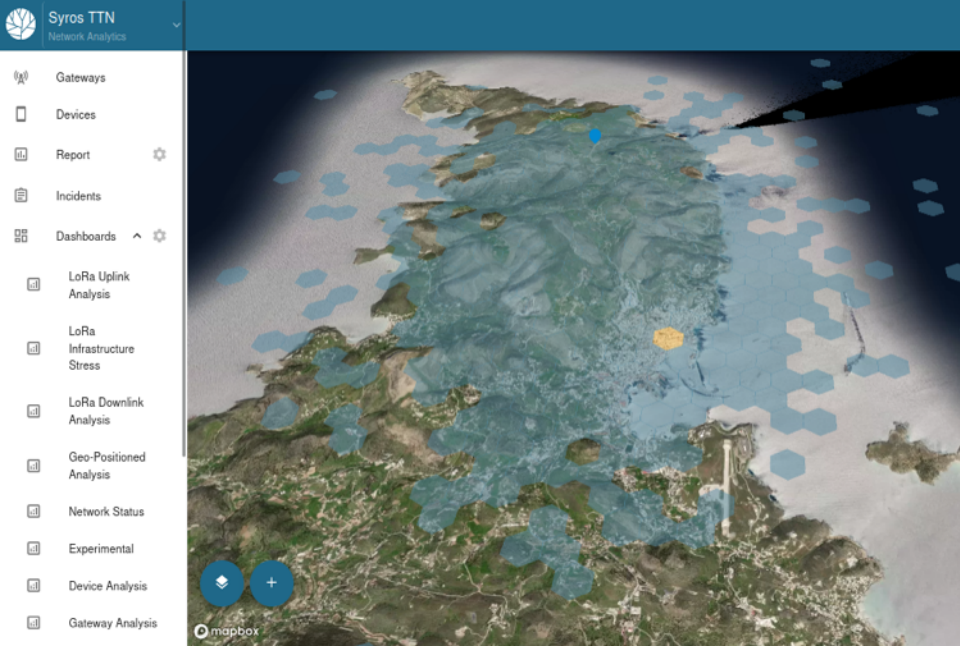 Syros TTN
Network Analytics
Gateways
Devices
Report
Incidents
Dashboards
LoRa Uplink
Analysis
LoRa
Infrastructure
Stress
LoRa Downlink
Analysis
Geo-Positioned
Analysis
Network Status
Experimental
Device Analysis
Gateway Analysis
mapbox